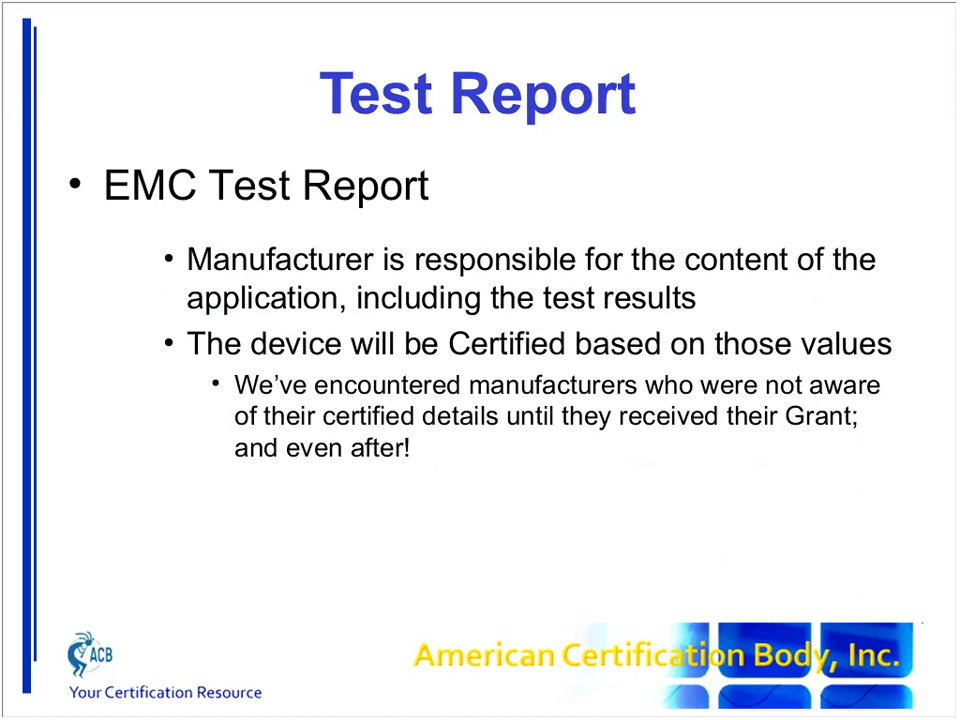 Test Report
• EMC Test Report
• Manufacturer is responsible for the content of the
application, including the test results
• The device will be Certified based on those values
• We’ve encountered manufacturers who were not aware
of their certified details until they received their Grant;
and even after!
ACB
American Certification Body, Inc.
Your Certification Resource